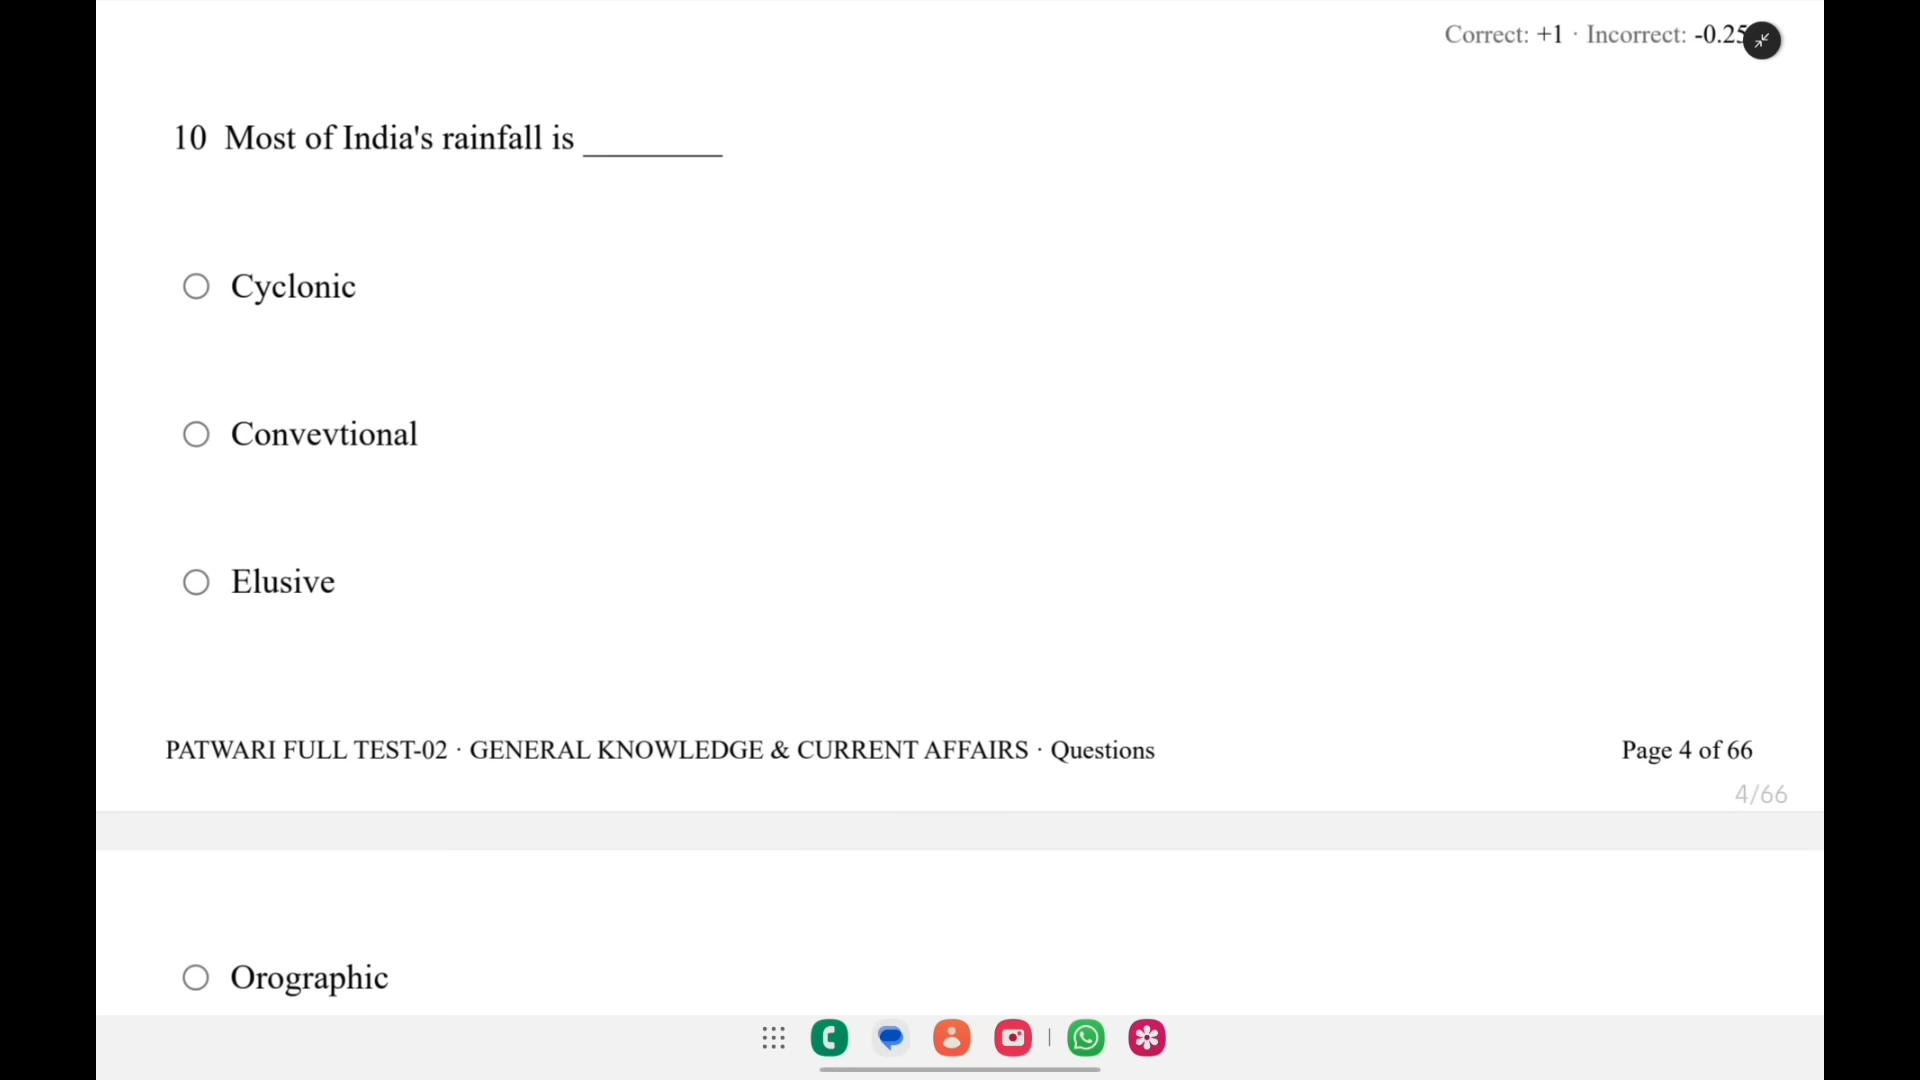 Correct: +1 · Incorrect: -0.25
10 Most of India's rainfall is __________
Cyclonic
Convevtional
Elusive
PATWARI FULL TEST-02 · GENERAL KNOWLEDGE & CURRENT AFFAIRS · Questions
Page 4 of 66
4/66
Orographic